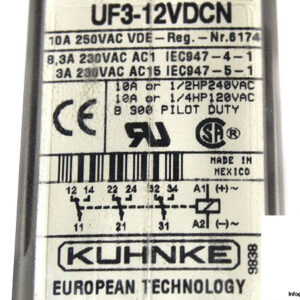 UF3-12VDCN
10A 250VAC VDE-Reg.-Nr.6174
8,3A 230VAC AC1 IEC947-4-1
3A 230VAC AC15 IEC947-5-1
10A or 1/2HP240VAC
10A or 1/4HP120VAC
B 300 PILOT DUTY
CE
SA
MADE IN
MEXICO
12 14 22 24 32 34 A1 (+)~
11 21 31 A2 (-)~
KUHNKE
9838
EUROPEAN TECHNOLOGY